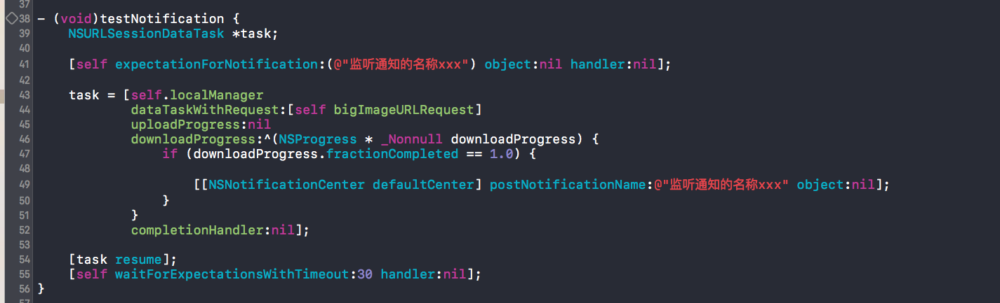 37
38 - (void)testNotification {
39 NSURLSessionDataTask *task;
40
41 [self expectationForNotification:(@"监听通知的名称xxx") object:nil handler:nil];
42
43 task = [self.localManager
44 dataTaskWithRequest:[self bigImageURLRequest]
45 uploadProgress:nil
46 downloadProgress:^(NSProgress * _Nonnull downloadProgress) {
47 if (downloadProgress.fractionCompleted == 1.0) {
48
49 [[NSNotificationCenter defaultCenter] postNotificationName:@"监听通知的名称xxx" object:nil];
50 }
51 }
52 completionHandler:nil];
53
54 [task resume];
55 [self waitForExpectationsWithTimeout:30 handler:nil];
56 }
57